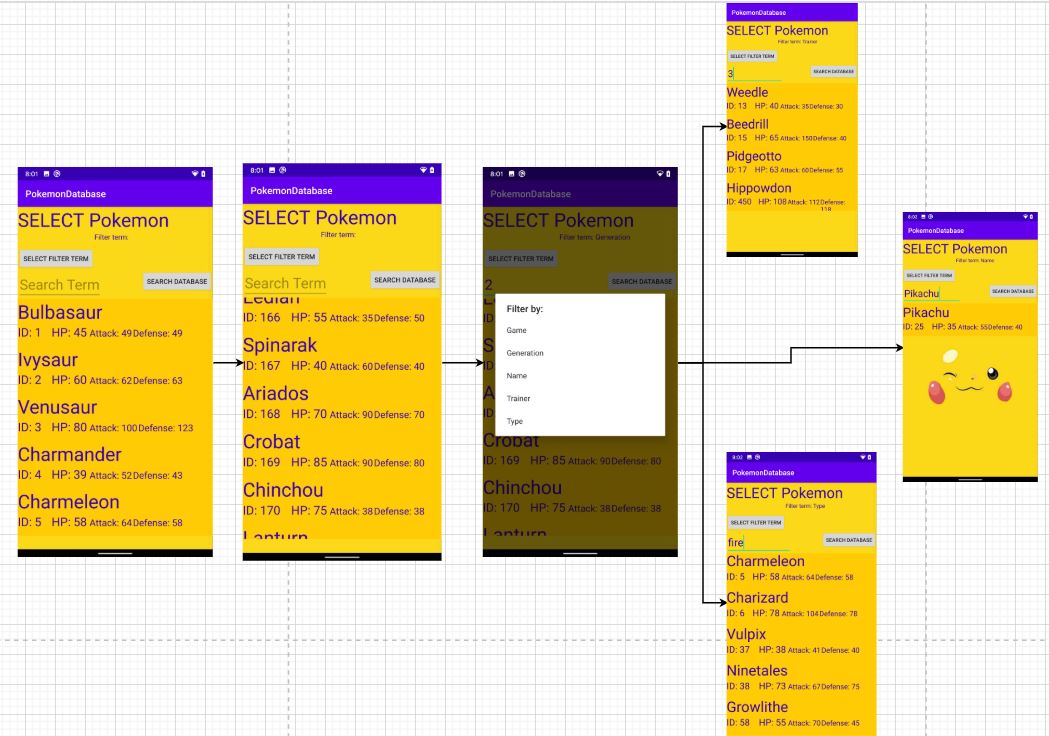 8:01
PokemonDatabase
SELECT Pokemon
Filter term:
SELECT FILTER TERM
Search Term
SEARCH DATABASE
Bulbasaur
ID: 1 HP: 45 Attack: 49 Defense: 49
Ivysaur
ID: 2 HP: 60 Attack: 62 Defense: 63
Venusaur
ID: 3 HP: 80 Attack: 100 Defense: 123
Charmander
ID: 4 HP: 39 Attack: 52 Defense: 43
Charmeleon
ID: 5 HP: 58 Attack: 64 Defense: 58
8:01
PokemonDatabase
SELECT Pokemon
Filter term:
SELECT FILTER TERM
Search Term
SEARCH DATABASE
Ledian
ID: 166 HP: 55 Attack: 35 Defense: 50
Spinarak
ID: 167 HP: 40 Attack: 60 Defense: 40
Ariados
ID: 168 HP: 70 Attack: 90 Defense: 70
Crobat
ID: 169 HP: 85 Attack: 90 Defense: 80
Chinchou
ID: 170 HP: 75 Attack: 38 Defense: 38
Lanturn
8:01
PokemonDatabase
SELECT Pokemon
Filter term: Generation
SELECT FILTER TERM
2
SEARCH DATABASE
Filter by:
Game
Generation
Name
Trainer
Type
Crobat
ID: 169 HP: 85 Attack: 90 Defense: 80
Chinchou
ID: 170 HP: 75 Attack: 38 Defense: 38
Lanturn
PokemonDatabase
SELECT Pokemon
Filter term: Trainer
SELECT FILTER TERM
3
SEARCH DATABASE
Weedle
ID: 13 HP: 40 Attack: 35 Defense: 30
Beedrill
ID: 15 HP: 65 Attack: 150 Defense: 40
Pidgeotto
ID: 17 HP: 63 Attack: 60 Defense: 55
Hippowdon
ID: 450 HP: 108 Attack: 112 Defense:
118
8:02
PokemonDatabase
SELECT Pokemon
Filter term: Name
SELECT FILTER TERM
Pikachu
SEARCH DATABASE
Pikachu
ID: 25 HP: 35 Attack: 55 Defense: 40
8:02
PokemonDatabase
SELECT Pokemon
Filter term: Type
SELECT FILTER TERM
fire
SEARCH DATABASE
Charmeleon
ID: 5 HP: 58 Attack: 64 Defense: 58
Charizard
ID: 6 HP: 78 Attack: 104 Defense: 78
Vulpix
ID: 37 HP: 38 Attack: 41 Defense: 40
Ninetales
ID: 38 HP: 73 Attack: 67 Defense: 75
Growlithe
ID: 58 HP: 55 Attack: 70 Defense: 45